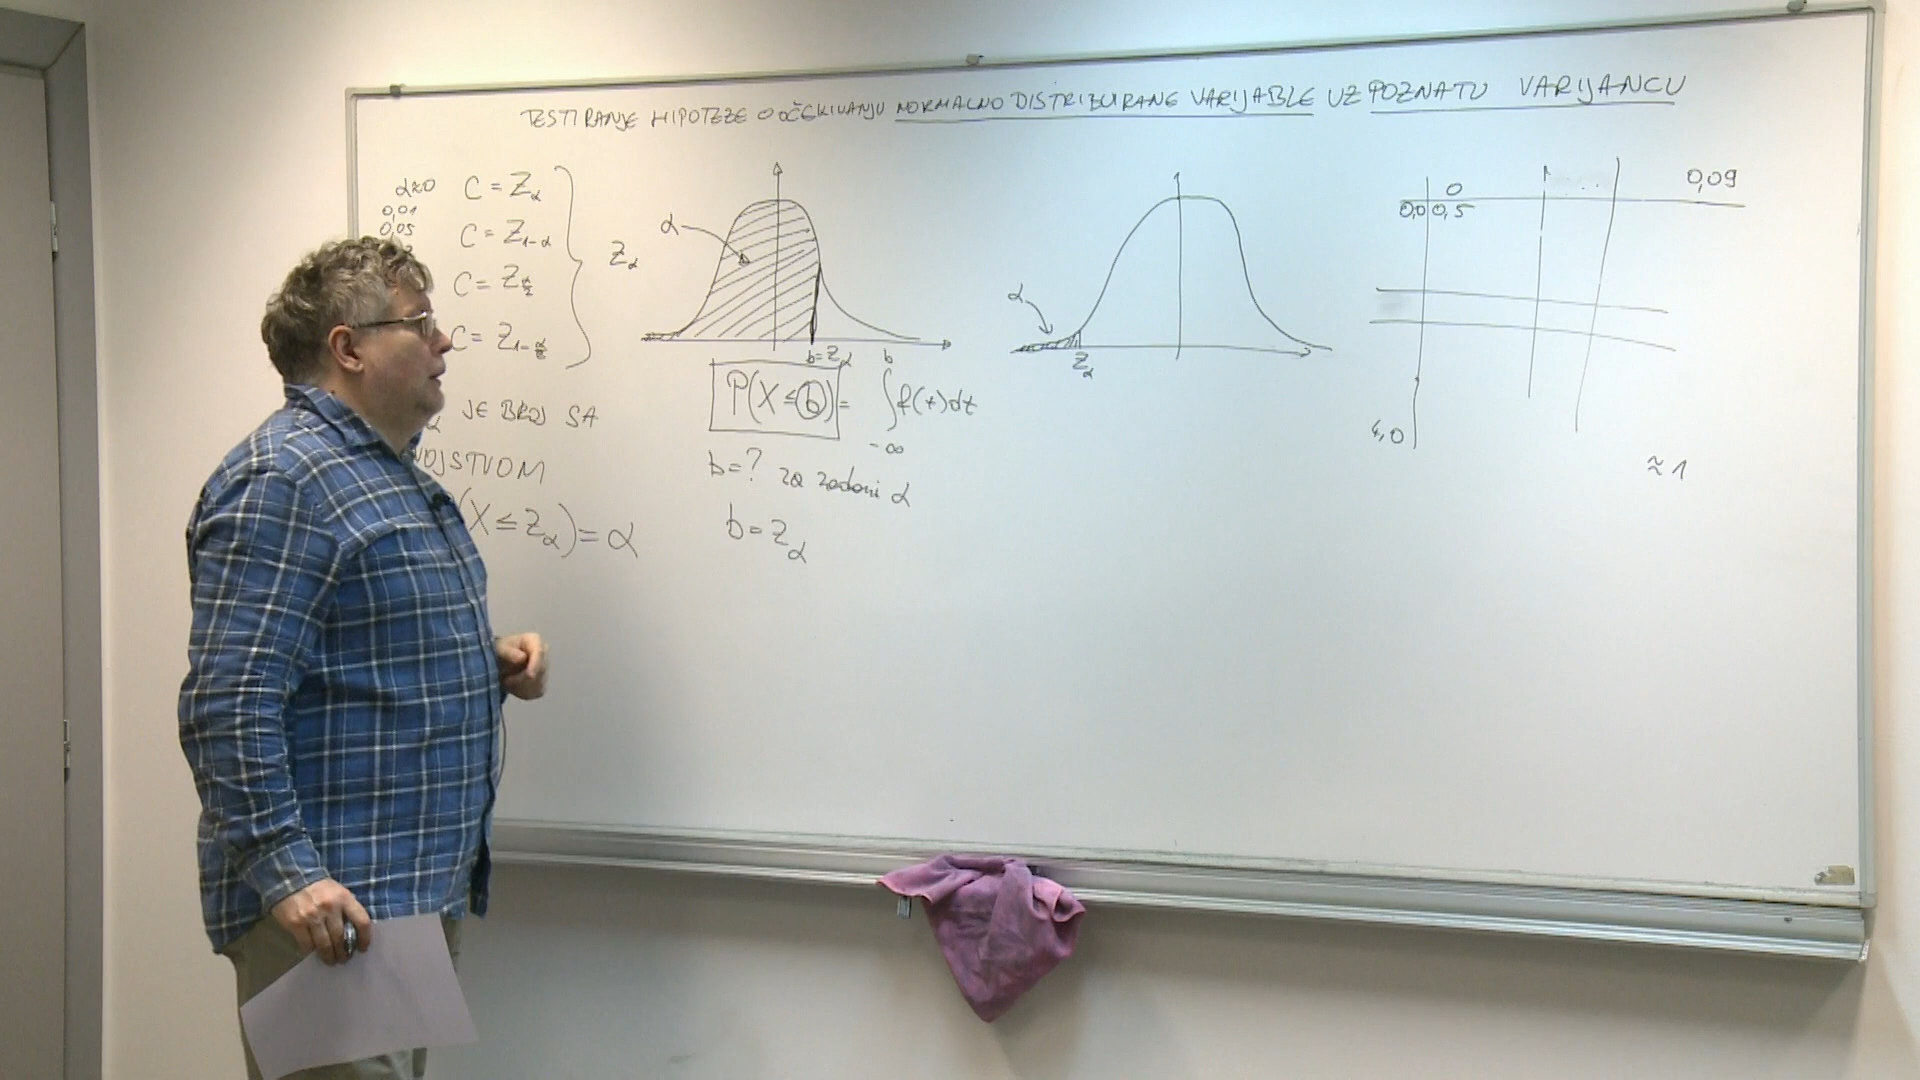 TESTIRANJE HIPOTEZE O OČEKIVANJU NORMALNO DISTRIBUIRANE VARIJABLE UZ POZNATU VARIJANCU
α≈0
0,01
0,05
C = Z_α
C = Z_{1-α}
C = Z_{α/2}
C = Z_{1-α/2}
Z_α
JE BROJ SA
VOJSTVOM
(X ≤ Z_α) = α
α
b = Z_α
P(X ≤ b) = ∫_{-∞}^{b} f(t)dt
b = ? za zadani α
b = Z_α
α
Z_α
0
0,09
0,0
0,5
4,0
≈ 1